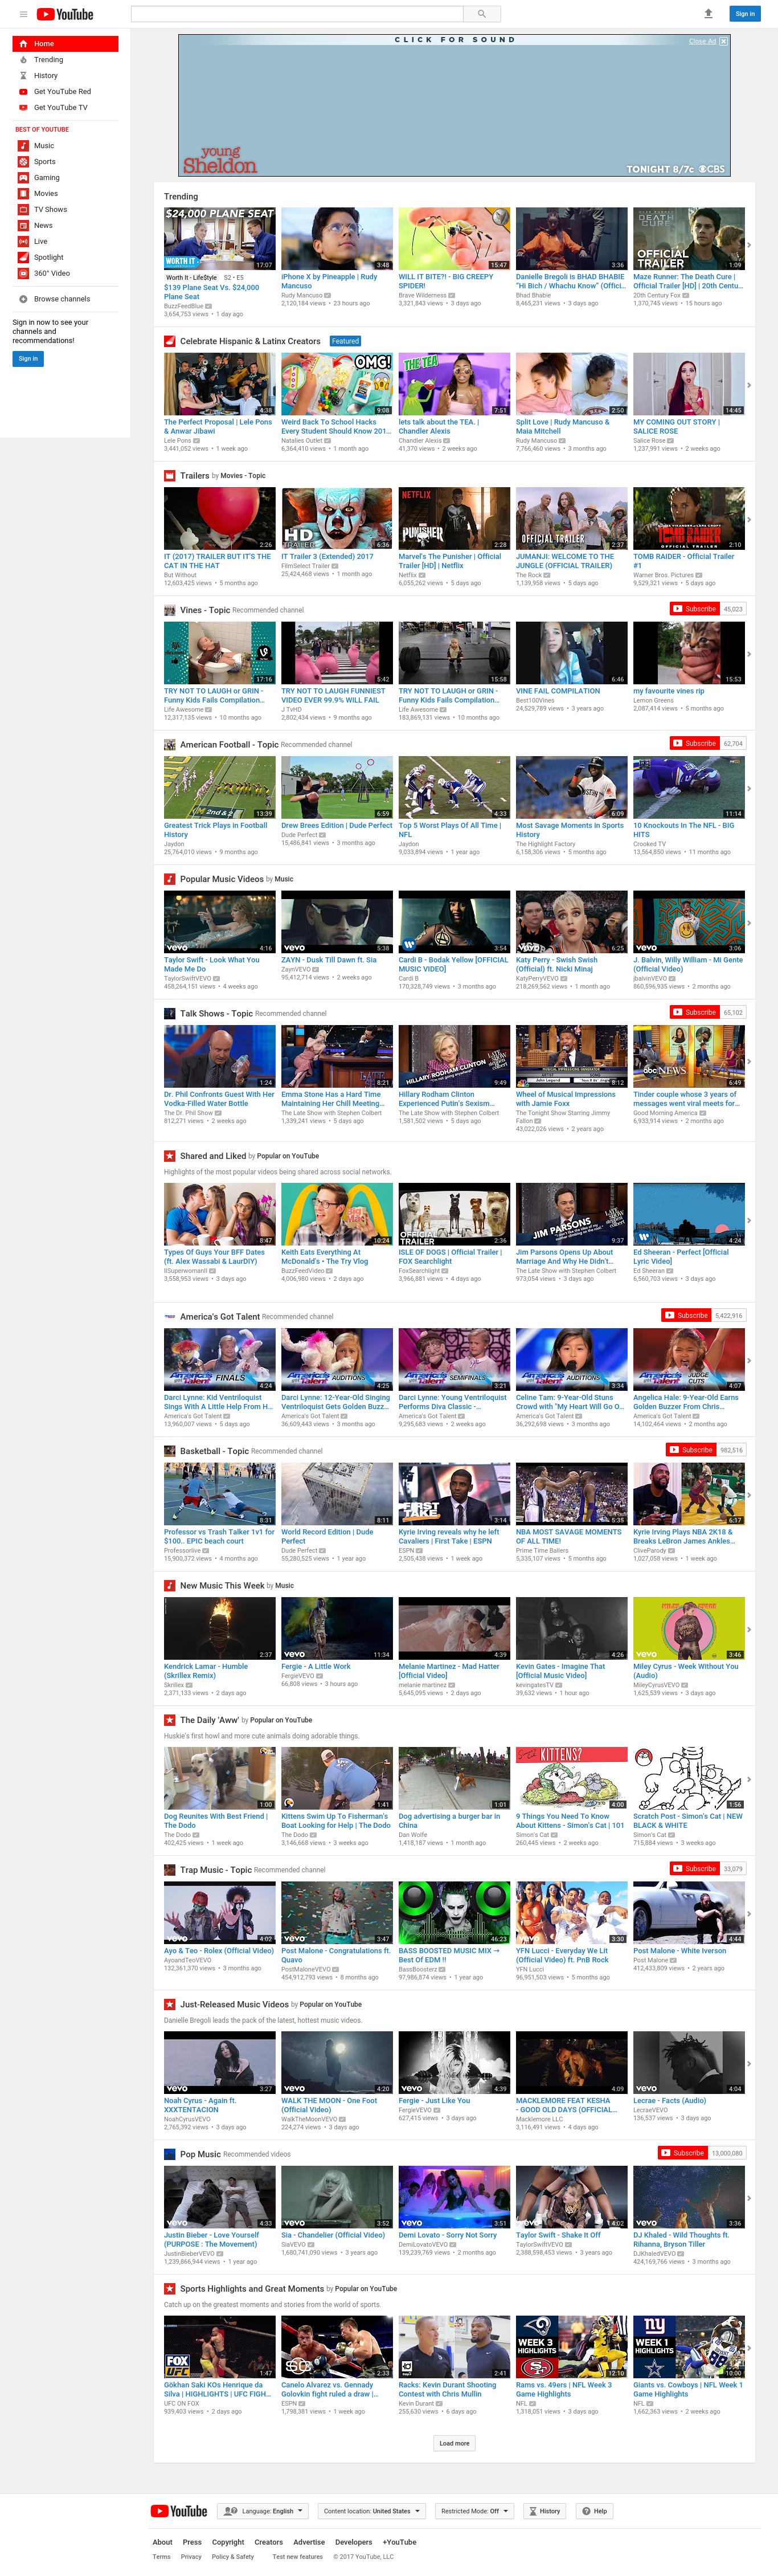 YouTube
Sign in
Home
Trending
History
Get YouTube Red
Get YouTube TV
BEST OF YOUTUBE
Music
Sports
Gaming
Movies
TV Shows
News
Live
Spotlight
360° Video
Browse channels
Sign in now to see your
channels and
recommendations!
Sign in
CLICK FOR SOUND
Close Ad
young
Sheldon
TONIGHT 8/7c CBS
Trending
$24,000 PLANE SEAT
WORTH IT
17:07 3:48 15:47 3:36 1:09
OFFICIAL TRAILER
Worth It - Life$tyle S2 • E5
$139 Plane Seat Vs. $24,000
Plane Seat
BuzzFeedBlue
3,654,753 views • 1 day ago
iPhone X by Pineapple | Rudy
Mancuso
Rudy Mancuso
2,120,184 views • 23 hours ago
WILL IT BITE?! - BIG CREEPY
SPIDER!
Brave Wilderness
3,321,843 views • 3 days ago
Danielle Bregoli is BHAD BHABIE
"Hi Bich / Whachu Know" (Offici...
Bhad Bhabie
8,465,231 views • 3 days ago
Maze Runner: The Death Cure |
Official Trailer [HD] | 20th Centu...
20th Century Fox
1,370,745 views • 15 hours ago
Celebrate Hispanic & Latinx Creators Featured
OMG!
THE TEA
4:38 9:08 7:51 2:50 14:45
The Perfect Proposal | Lele Pons
& Anwar Jibawi
Lele Pons
3,441,052 views • 1 week ago
Weird Back To School Hacks
Every Student Should Know 201...
Natalies Outlet
6,364,410 views • 1 month ago
lets talk about the TEA. |
Chandler Alexis
Chandler Alexis
41,370 views • 2 weeks ago
Split Love | Rudy Mancuso &
Maia Mitchell
Rudy Mancuso
7,766,460 views • 3 months ago
MY COMING OUT STORY |
SALICE ROSE
Salice Rose
1,237,991 views • 2 weeks ago
Trailers by Movies - Topic
HD TRAILER
NETFLIX
PUNISHER
OFFICIAL TRAILER
TOMB RAIDER
2:26 6:36 2:28 2:37 2:10
IT (2017) TRAILER BUT IT'S THE
CAT IN THE HAT
But Without
12,603,425 views • 5 months ago
IT Trailer 3 (Extended) 2017
FilmSelect Trailer
25,424,468 views • 1 month ago
Marvel's The Punisher | Official
Trailer [HD] | Netflix
Netflix
6,055,262 views • 5 days ago
JUMANJI: WELCOME TO THE
JUNGLE (OFFICIAL TRAILER)
The Rock
1,139,958 views • 5 days ago
TOMB RAIDER - Official Trailer
#1
Warner Bros. Pictures
9,529,321 views • 5 days ago
Vines - Topic Recommended channel
Subscribe 45,023
17:16 5:42 15:58 6:46 15:53
TRY NOT TO LAUGH or GRIN -
Funny Kids Fails Compilation...
Life Awesome
12,317,135 views • 10 months ago
TRY NOT TO LAUGH FUNNIEST
VIDEO EVER 99.9% WILL FAIL
J TvHD
2,802,434 views • 9 months ago
TRY NOT TO LAUGH or GRIN -
Funny Kids Fails Compilation...
Life Awesome
183,869,131 views • 10 months ago
VINE FAIL COMPILATION
Best100Vines
24,529,789 views • 3 years ago
my favourite vines rip
Lemon Greens
2,087,414 views • 5 months ago
American Football - Topic Recommended channel
Subscribe 62,704
13:39 6:59 4:33 6:09 11:14
Greatest Trick Plays in Football
History
Jaydon
25,764,010 views • 9 months ago
Drew Brees Edition | Dude Perfect
Dude Perfect
15,486,841 views • 3 months ago
Top 5 Worst Plays Of All Time |
NFL
Jaydon
9,033,894 views • 1 year ago
Most Savage Moments in Sports
History
The Highlight Factory
6,158,306 views • 5 months ago
10 Knockouts In The NFL - BIG
HITS
Crooked TV
13,564,850 views • 11 months ago
Popular Music Videos by Music
4:16 5:38 3:54 6:25 3:06
Taylor Swift - Look What You
Made Me Do
TaylorSwiftVEVO
458,264,151 views • 4 weeks ago
ZAYN - Dusk Till Dawn ft. Sia
ZaynVEVO
95,412,714 views • 2 weeks ago
Cardi B - Bodak Yellow [OFFICIAL
MUSIC VIDEO]
Cardi B
170,328,749 views • 3 months ago
Katy Perry - Swish Swish
(Official) ft. Nicki Minaj
KatyPerryVEVO
218,269,562 views • 1 month ago
J. Balvin, Willy William - Mi Gente
(Official Video)
jbalvinVEVO
860,596,935 views • 2 months ago
Talk Shows - Topic Recommended channel
Subscribe 65,102
HILLARY RODHAM CLINTON
abc NEWS
1:24 8:21 9:49 8:12 6:49
Dr. Phil Confronts Guest With Her
Vodka-Filled Water Bottle
The Dr. Phil Show
812,271 views • 2 weeks ago
Emma Stone Has a Hard Time
Maintaining Her Chill Meeting...
The Late Show with Stephen Colbert
1,339,241 views • 5 days ago
Hillary Rodham Clinton
Experienced Putin's Sexism...
The Late Show with Stephen Colbert
1,581,502 views • 5 days ago
Wheel of Musical Impressions
with Jamie Foxx
The Tonight Show Starring Jimmy
Fallon
43,022,026 views • 2 years ago
Tinder couple whose 3 years of
messages went viral meets for...
Good Morning America
6,933,914 views • 2 months ago
Shared and Liked by Popular on YouTube
Highlights of the most popular videos being shared across social networks.
OFFICIAL TRAILER
JIM PARSONS
8:47 10:24 2:36 9:37 4:24
Types Of Guys Your BFF Dates
(ft. Alex Wassabi & LaurDIY)
IISuperwomanII
3,558,953 views • 3 days ago
Keith Eats Everything At
McDonald's • The Try Vlog
BuzzFeedVideo
4,006,980 views • 2 days ago
ISLE OF DOGS | Official Trailer |
FOX Searchlight
FoxSearchlight
3,966,881 views • 4 days ago
Jim Parsons Opens Up About
Marriage And Why He Didn't...
The Late Show with Stephen Colbert
973,054 views • 3 days ago
Ed Sheeran - Perfect [Official
Lyric Video]
Ed Sheeran
6,560,703 views • 3 days ago
America's Got Talent Recommended channel
Subscribe 5,422,916
FINALS
AUDITIONS
SEMIFINALS
AUDITIONS
JUDGE CUTS
4:24 4:25 3:21 3:34 4:07
Darci Lynne: Kid Ventriloquist
Sings With A Little Help From H...
America's Got Talent
13,960,007 views • 5 days ago
Darci Lynne: 12-Year-Old Singing
Ventriloquist Gets Golden Buzz...
America's Got Talent
36,609,443 views • 3 months ago
Darci Lynne: Young Ventriloquist
Performs Diva Classic -...
America's Got Talent
9,295,683 views • 2 weeks ago
Celine Tam: 9-Year-Old Stuns
Crowd with "My Heart Will Go O...
America's Got Talent
36,292,698 views • 3 months ago
Angelica Hale: 9-Year-Old Earns
Golden Buzzer From Chris...
America's Got Talent
14,102,464 views • 2 months ago
Basketball - Topic Recommended channel
Subscribe 982,516
FIRST TAKE
8:31 8:11 3:14 5:35 6:17
Professor vs Trash Talker 1v1 for
$100.. EPIC beach court
Professorlive
15,900,372 views • 4 months ago
World Record Edition | Dude
Perfect
Dude Perfect
55,280,525 views • 1 year ago
Kyrie Irving reveals why he left
Cavaliers | First Take | ESPN
ESPN
2,505,438 views • 1 week ago
NBA MOST SAVAGE MOMENTS
OF ALL TIME!
Prime Time Ballers
5,335,107 views • 5 months ago
Kyrie Irving Plays NBA 2K18 &
Breaks LeBron James Ankles...
CliveParody
1,027,058 views • 1 week ago
New Music This Week by Music
2:37 11:34 4:39 4:26 3:46
Kendrick Lamar - Humble
(Skrillex Remix)
Skrillex
2,371,133 views • 2 days ago
Fergie - A Little Work
FergieVEVO
66,808 views • 3 hours ago
Melanie Martinez - Mad Hatter
[Official Video]
melanie martinez
5,645,095 views • 2 days ago
Kevin Gates - Imagine That
[Official Music Video]
kevingatesTV
39,632 views • 1 hour ago
Miley Cyrus - Week Without You
(Audio)
MileyCyrusVEVO
1,625,539 views • 3 days ago
The Daily 'Aww' by Popular on YouTube
Huskie's first howl and more cute animals doing adorable things.
KITTENS?
1:00 1:41 1:01 4:00 1:56
Dog Reunites With Best Friend |
The Dodo
The Dodo
402,425 views • 1 week ago
Kittens Swim Up To Fisherman's
Boat Looking for Help | The Dodo
The Dodo
3,146,668 views • 3 weeks ago
Dog advertising a burger bar in
China
Dan Wolfe
1,418,187 views • 1 month ago
9 Things You Need To Know
About Kittens - Simon's Cat | 101
Simon's Cat
260,445 views • 2 weeks ago
Scratch Post - Simon's Cat | NEW
BLACK & WHITE
Simon's Cat
715,884 views • 3 weeks ago
Trap Music - Topic Recommended channel
Subscribe 33,079
4:02 3:47 46:23 3:30 4:44
Ayo & Teo - Rolex (Official Video)
AyoandTeoVEVO
132,361,370 views • 3 months ago
Post Malone - Congratulations ft.
Quavo
PostMaloneVEVO
454,912,793 views • 8 months ago
BASS BOOSTED MUSIC MIX →
Best Of EDM !!
BassBoosterz
97,986,874 views • 1 year ago
YFN Lucci - Everyday We Lit
(Official Video) ft. PnB Rock
YFN Lucci
96,951,503 views • 5 months ago
Post Malone - White Iverson
Post Malone
412,433,809 views • 2 years ago
Just-Released Music Videos by Popular on YouTube
Danielle Bregoli leads the pack of the latest, hottest music videos.
3:27 4:20 4:39 4:09 4:04
Noah Cyrus - Again ft.
XXXTENTACION
NoahCyrusVEVO
2,765,392 views • 3 days ago
WALK THE MOON - One Foot
(Official Video)
WalkTheMoonVEVO
224,274 views • 3 days ago
Fergie - Just Like You
FergieVEVO
627,415 views • 3 days ago
MACKLEMORE FEAT KESHA
- GOOD OLD DAYS (OFFICIAL...
Macklemore LLC
3,116,491 views • 4 days ago
Lecrae - Facts (Audio)
LecraeVEVO
136,537 views • 3 days ago
Pop Music Recommended videos
Subscribe 13,000,080
4:33 3:52 3:51 4:02 3:36
Justin Bieber - Love Yourself
(PURPOSE : The Movement)
JustinBieberVEVO
1,239,866,944 views • 1 year ago
Sia - Chandelier (Official Video)
SiaVEVO
1,680,741,090 views • 3 years ago
Demi Lovato - Sorry Not Sorry
DemiLovatoVEVO
139,239,769 views • 2 months ago
Taylor Swift - Shake It Off
TaylorSwiftVEVO
2,388,598,453 views • 3 years ago
DJ Khaled - Wild Thoughts ft.
Rihanna, Bryson Tiller
DJKhaledVEVO
424,169,766 views • 3 months ago
Sports Highlights and Great Moments by Popular on YouTube
Catch up on the greatest moments and stories from the world of sports.
FOX UFC
WEEK 3 HIGHLIGHTS
WEEK 1 HIGHLIGHTS
1:47 2:33 2:41 12:10 10:00
Gökhan Saki KOs Henrique da
Silva | HIGHLIGHTS | UFC FIGH...
UFC ON FOX
939,403 views • 2 days ago
Canelo Alvarez vs. Gennady
Golovkin fight ruled a draw |...
ESPN
1,798,381 views • 1 week ago
Racks: Kevin Durant Shooting
Contest with Chris Mullin
Kevin Durant
255,630 views • 6 days ago
Rams vs. 49ers | NFL Week 3
Game Highlights
NFL
1,318,051 views • 3 days ago
Giants vs. Cowboys | NFL Week 1
Game Highlights
NFL
1,662,363 views • 2 weeks ago
Load more
YouTube
Language: English
Content location: United States
Restricted Mode: Off
History
Help
About Press Copyright Creators Advertise Developers +YouTube
Terms Privacy Policy & Safety Test new features © 2017 YouTube, LLC